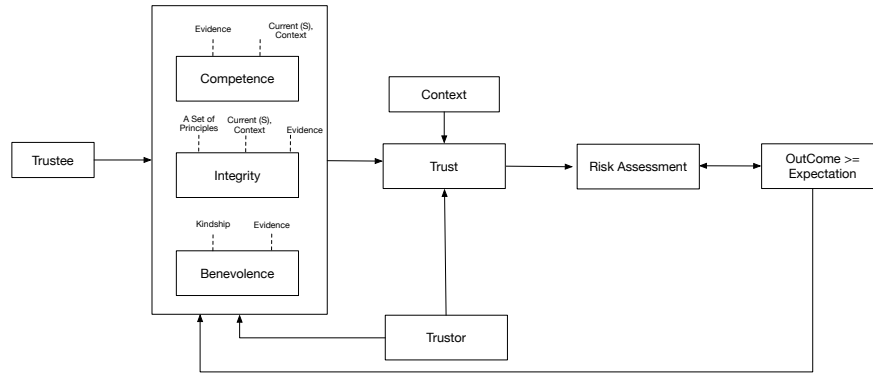 Evidence
Current (S),
Context
Competence
A Set of
Principles
Current (S),
Context
Evidence
Integrity
Kindship
Evidence
Benevolence
Trustee
Context
Trust
Trustor
Risk Assessment
OutCome >=
Expectation